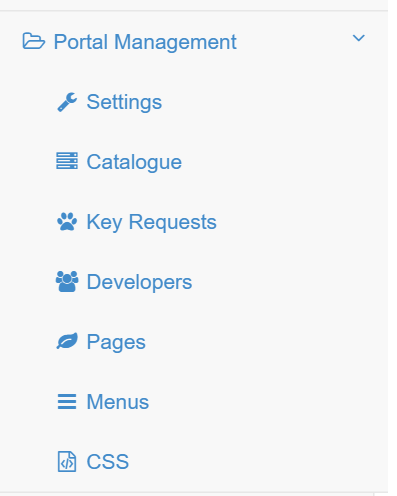 Portal Management
Settings
Catalogue
Key Requests
Developers
Pages
Menus
CSS